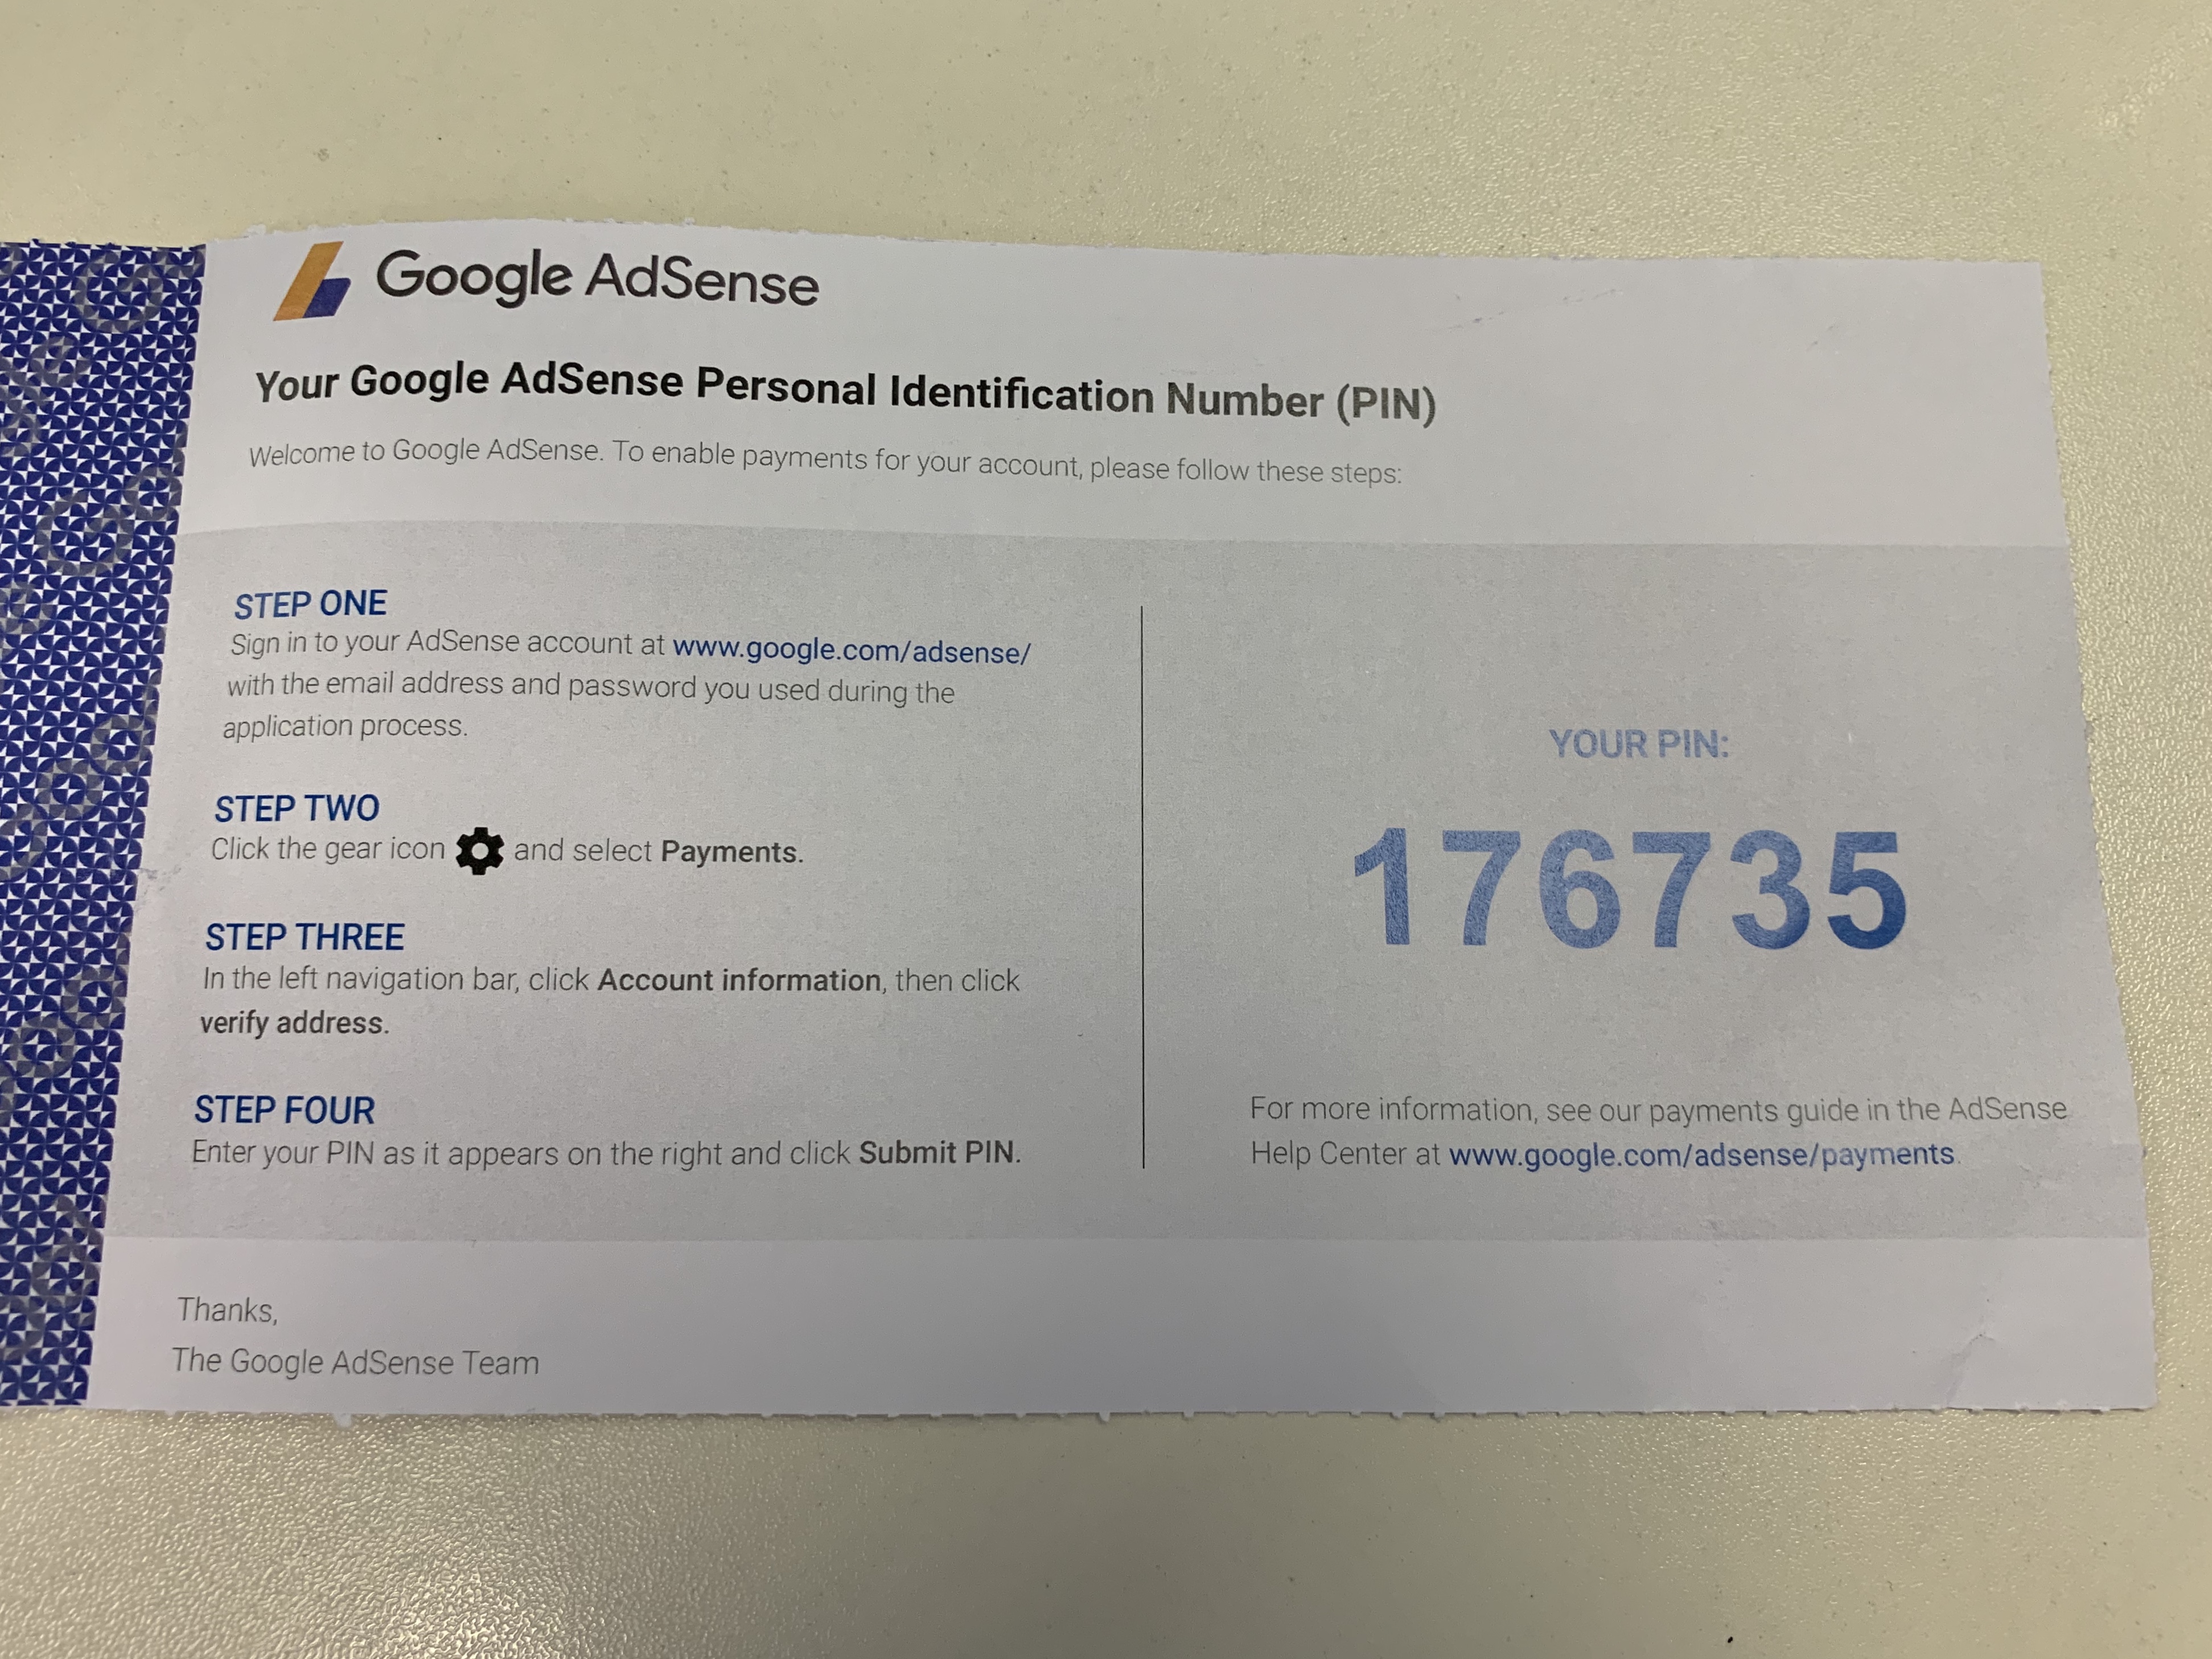 Google AdSense
Your Google AdSense Personal Identification Number (PIN)
Welcome to Google AdSense. To enable payments for your account, please follow these steps:
STEP ONE
Sign in to your AdSense account at www.google.com/adsense/
with the email address and password you used during the
application process.
STEP TWO
Click the gear icon and select Payments.
STEP THREE
In the left navigation bar, click Account information, then click
verify address.
STEP FOUR
Enter your PIN as it appears on the right and click Submit PIN.
YOUR PIN:
176735
For more information, see our payments guide in the AdSense
Help Center at www.google.com/adsense/payments.
Thanks,
The Google AdSense Team